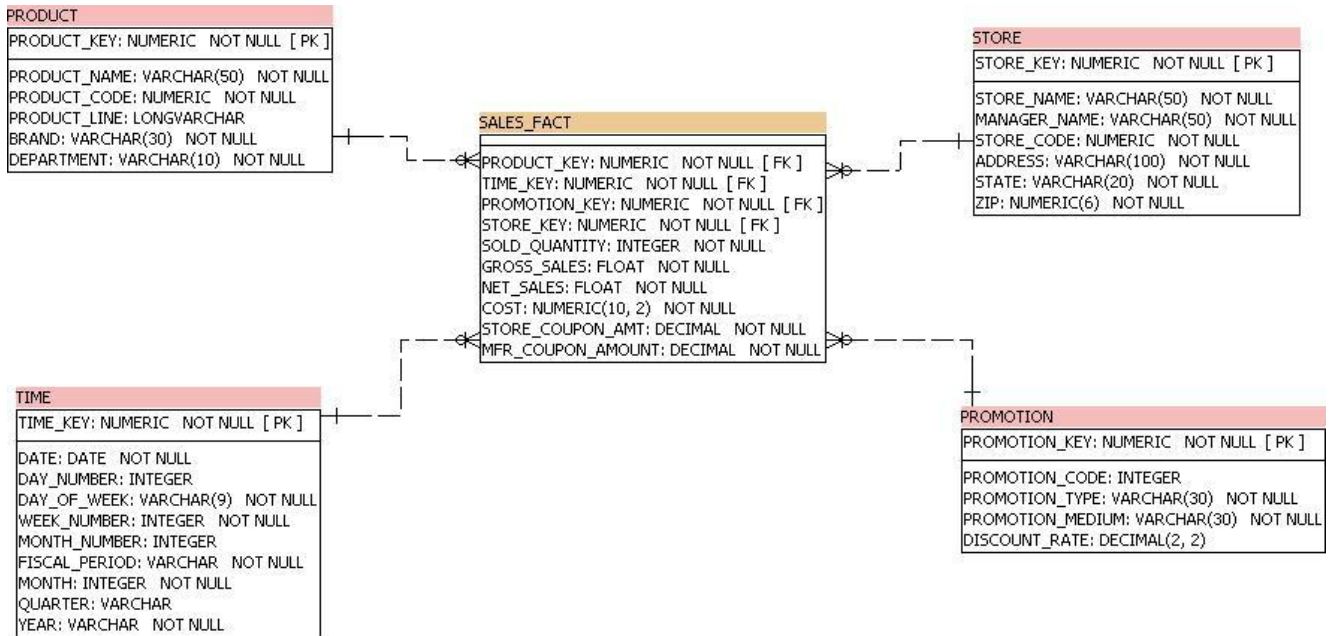 PRODUCT
PRODUCT_KEY: NUMERIC NOT NULL [ PK ]
PRODUCT_NAME: VARCHAR(50) NOT NULL
PRODUCT_CODE: NUMERIC NOT NULL
PRODUCT_LINE: LONGVARCHAR
BRAND: VARCHAR(30) NOT NULL
DEPARTMENT: VARCHAR(10) NOT NULL
STORE
STORE_KEY: NUMERIC NOT NULL [ PK ]
STORE_NAME: VARCHAR(50) NOT NULL
MANAGER_NAME: VARCHAR(50) NOT NULL
STORE_CODE: NUMERIC NOT NULL
ADDRESS: VARCHAR(100) NOT NULL
STATE: VARCHAR(20) NOT NULL
ZIP: NUMERIC(6) NOT NULL
SALES_FACT
PRODUCT_KEY: NUMERIC NOT NULL [ FK ]
TIME_KEY: NUMERIC NOT NULL [ FK ]
PROMOTION_KEY: NUMERIC NOT NULL [ FK ]
STORE_KEY: NUMERIC NOT NULL [ FK ]
SOLD_QUANTITY: INTEGER NOT NULL
GROSS_SALES: FLOAT NOT NULL
NET_SALES: FLOAT NOT NULL
COST: NUMERIC(10, 2) NOT NULL
STORE_COUPON_AMT: DECIMAL NOT NULL
MFR_COUPON_AMOUNT: DECIMAL NOT NULL
TIME
TIME_KEY: NUMERIC NOT NULL [ PK ]
DATE: DATE NOT NULL
DAY_NUMBER: INTEGER
DAY_OF_WEEK: VARCHAR(9) NOT NULL
WEEK_NUMBER: INTEGER NOT NULL
MONTH_NUMBER: INTEGER
FISCAL_PERIOD: VARCHAR NOT NULL
MONTH: INTEGER NOT NULL
QUARTER: VARCHAR
YEAR: VARCHAR NOT NULL
PROMOTION
PROMOTION_KEY: NUMERIC NOT NULL [ PK ]
PROMOTION_CODE: INTEGER
PROMOTION_TYPE: VARCHAR(30) NOT NULL
PROMOTION_MEDIUM: VARCHAR(30) NOT NULL
DISCOUNT_RATE: DECIMAL(2, 2)